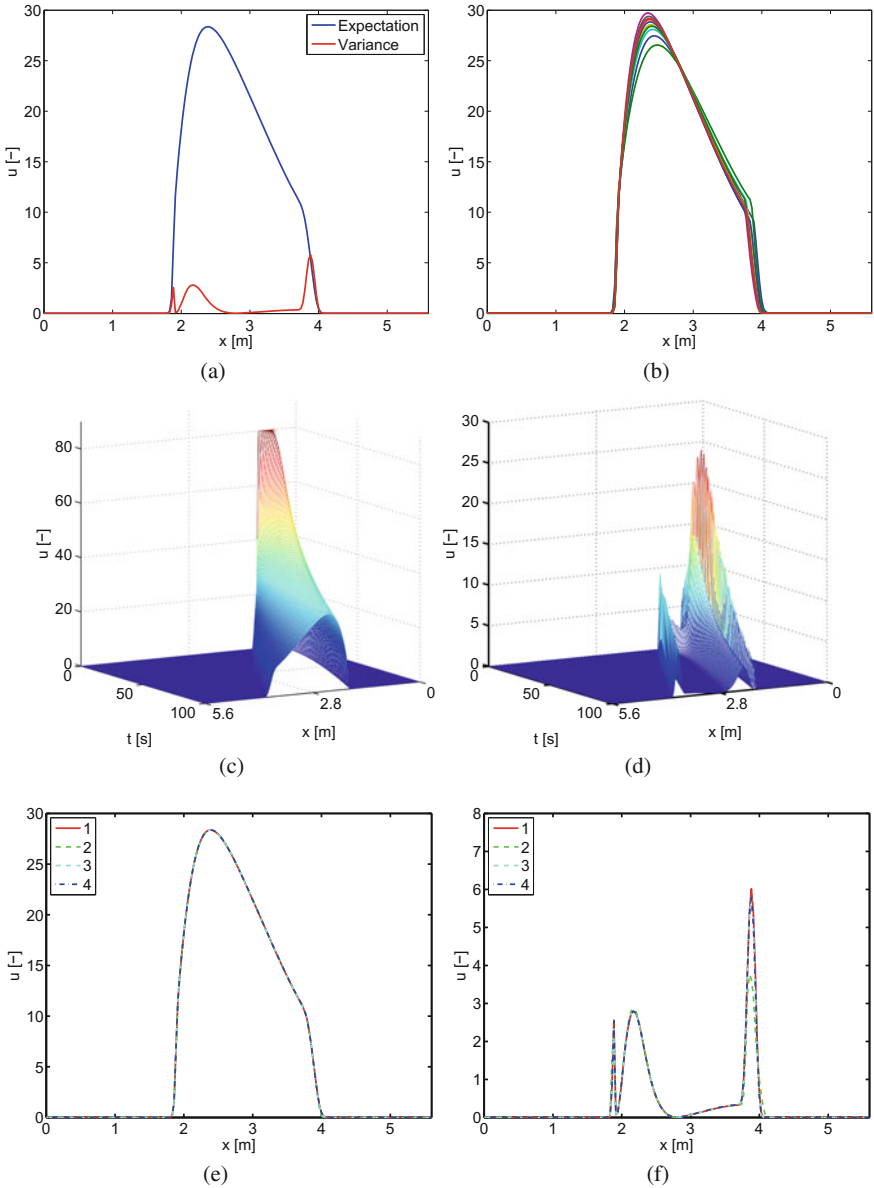 30
25
20
15
10
5
0
u [−]
0 1 2 3 4 5
x [m]
Expectation
Variance
(a)
30
25
20
15
10
5
0
u [−]
0 1 2 3 4 5
x [m]
(b)
80
60
40
20
0
u [−]
0
50
100
t [s]
5.6
2.8
0
x [m]
(c)
30
25
20
15
10
5
0
u [−]
0
50
100
t [s]
5.6
2.8
0
x [m]
(d)
30
25
20
15
10
5
0
u [−]
0 1 2 3 4 5
x [m]
1
2
3
4
(e)
8
7
6
5
4
3
2
1
0
u [−]
0 1 2 3 4 5
x [m]
1
2
3
4
(f)